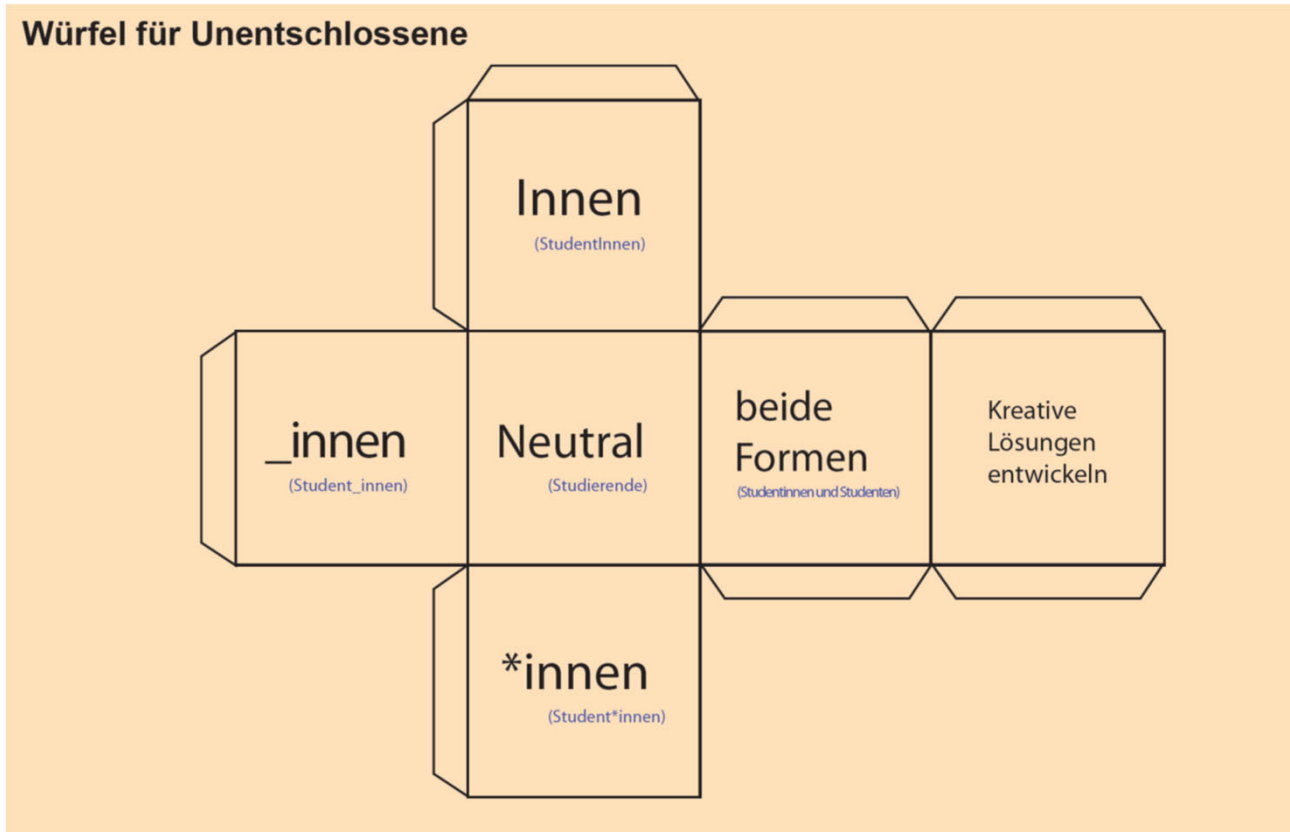 Würfel für Unentschlossene
Innen
(StudentInnen)
_innen
(Student_innen)
Neutral
(Studierende)
beide
Formen
(Studentinnen und Studenten)
Kreative
Lösungen
entwickeln
*innen
(Student*innen)